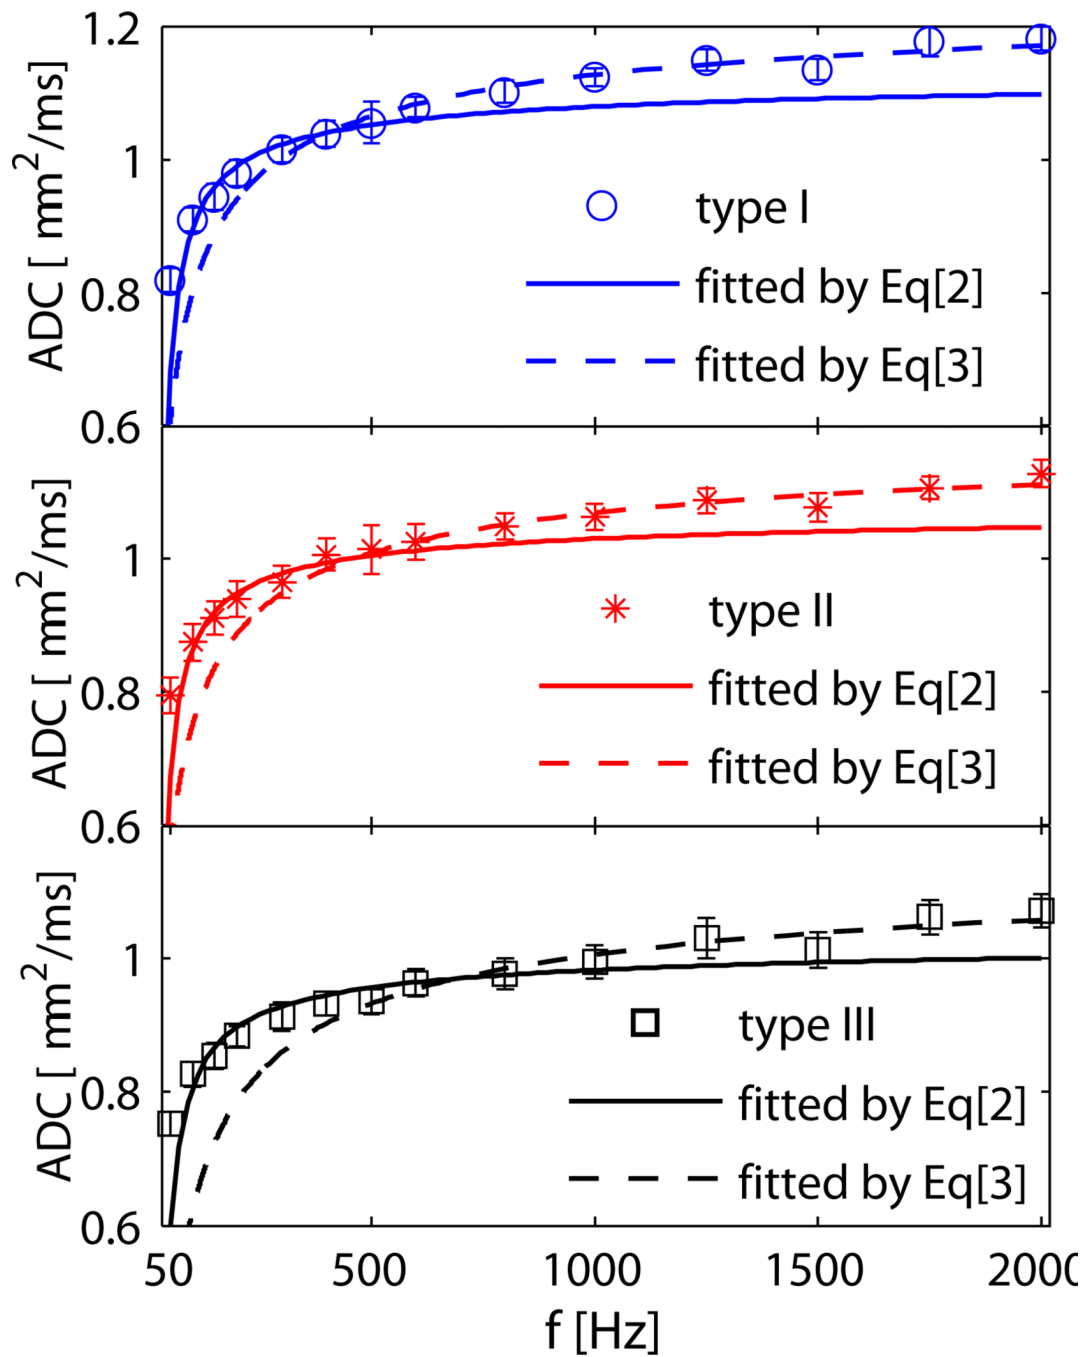 1.2
1
0.8
0.6
ADC [ mm²/ms]
type I
fitted by Eq[2]
fitted by Eq[3]
1
0.8
0.6
ADC [ mm²/ms]
type II
fitted by Eq[2]
fitted by Eq[3]
1
0.8
0.6
ADC [ mm²/ms]
type III
fitted by Eq[2]
fitted by Eq[3]
50 500 1000 1500 2000
f [Hz]